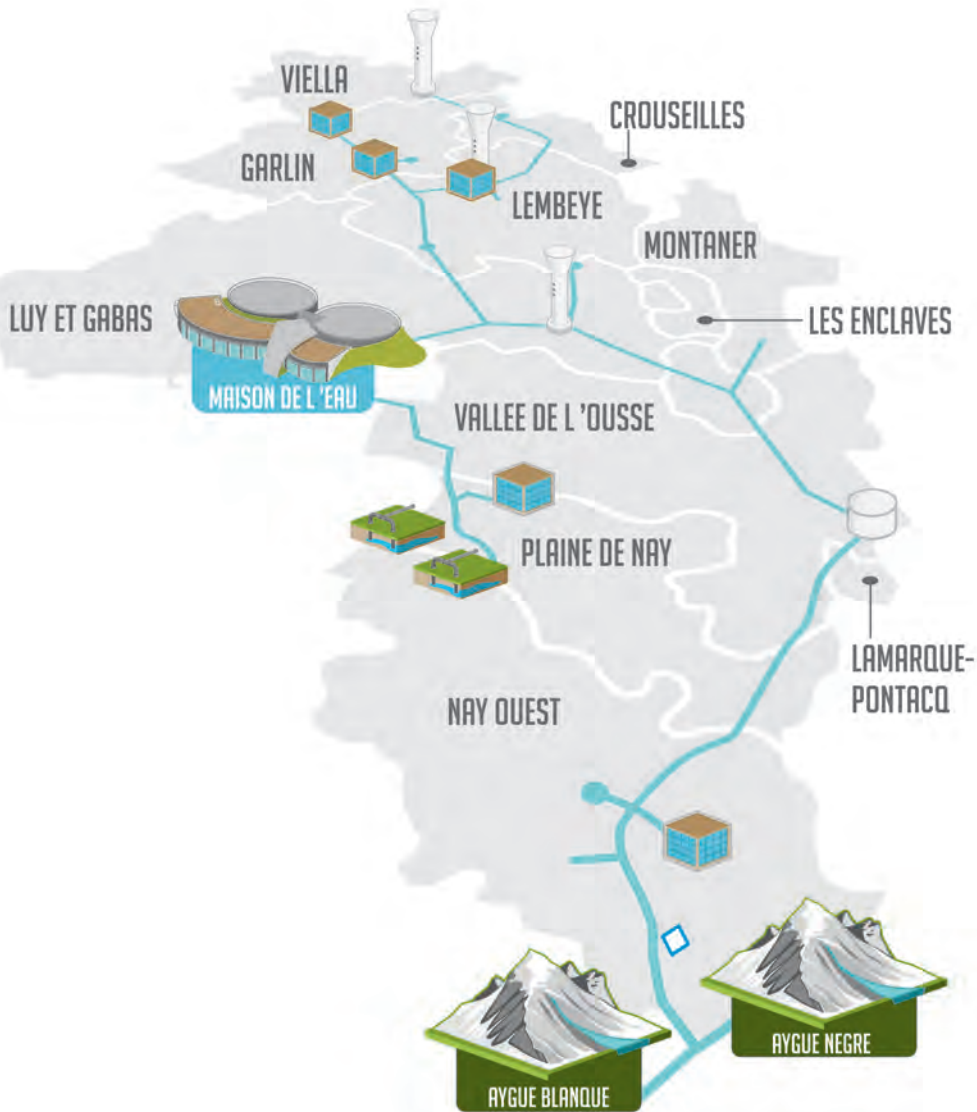 VIELLA
CROUSEILLES
GARLIN
LEMBEYE
MONTANER
LUY ET GABAS
LES ENCLAVES
MAISON DE L 'EAU
VALLEE DE L 'OUSSE
PLAINE DE NAY
LAMARQUE-
PONTACQ
NAY OUEST
AYGUE NEGRE
AYGUE BLANQUE